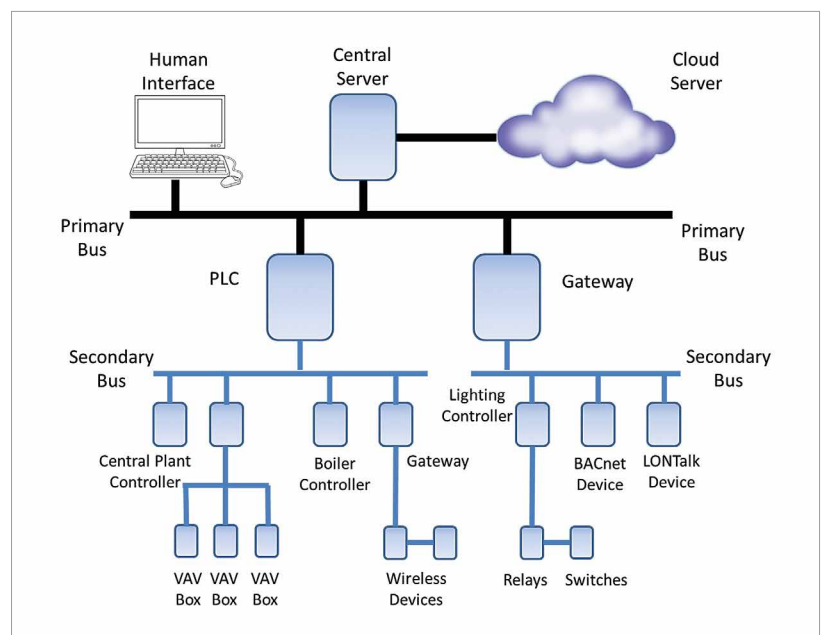 Human
Interface
Central
Server
Cloud
Server
Primary
Bus
Primary
Bus
PLC
Gateway
Secondary
Bus
Secondary
Bus
Lighting
Controller
Central Plant
Controller
Boiler
Controller
Gateway
BACnet
Device
LONTalk
Device
VAV
Box
VAV
Box
VAV
Box
Wireless
Devices
Relays
Switches